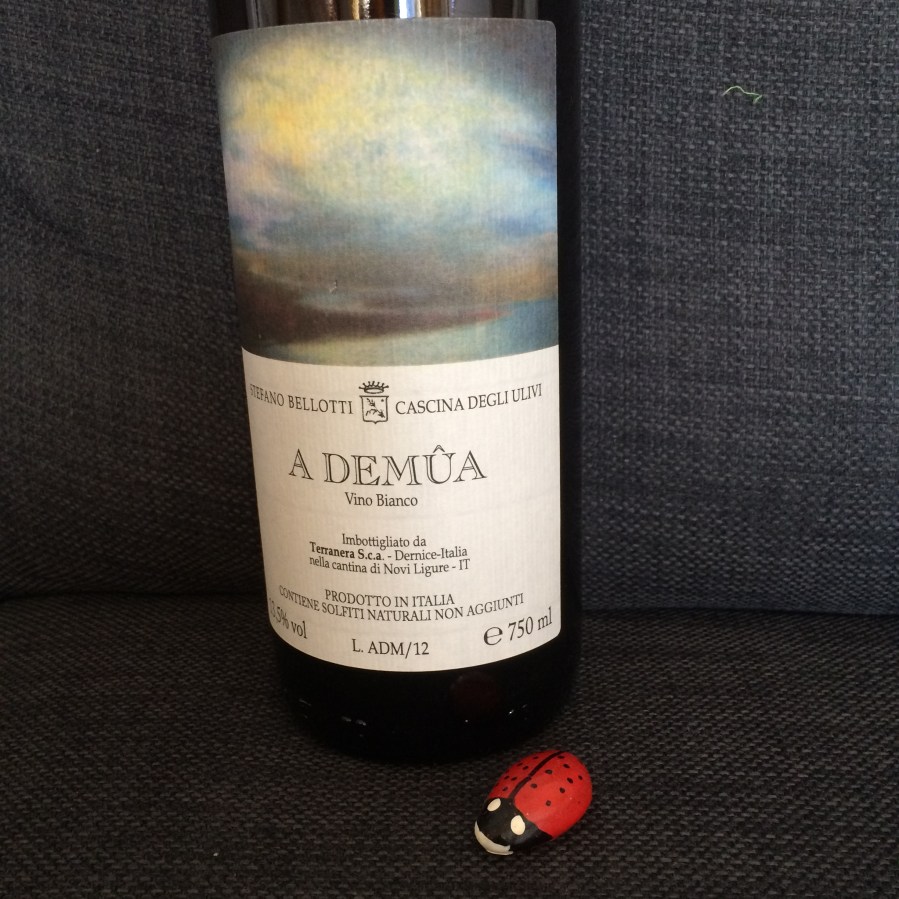 STEFANO BELLOTTI CASCINA DEGLI ULIVI
A DEMÛA
Vino Bianco
Imbottigliato da
Terranera S.c.a. - Dernice-Italia
nella cantina di Novi Ligure - IT
PRODOTTO IN ITALIA
CONTIENE SOLFITI NATURALI NON AGGIUNTI
vol
L. ADM/12
℮ 750 ml